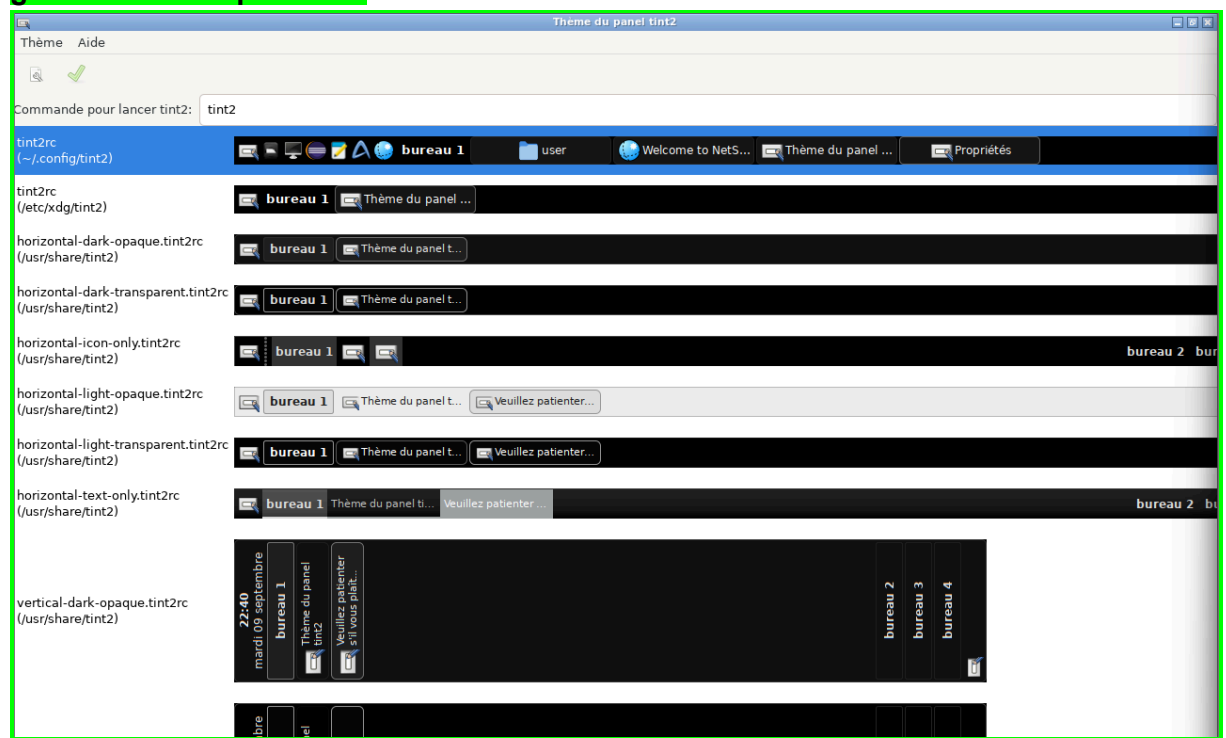 Thème du panel tint2
Thème Aide
Commande pour lancer tint2: tint2
tint2rc
(~/.config/tint2)
bureau 1 user Welcome to NetS... Thème du panel ... Propriétés
tint2rc
(/etc/xdg/tint2)
bureau 1 Thème du panel ...
horizontal-dark-opaque.tint2rc
(/usr/share/tint2)
bureau 1 Thème du panel t...
horizontal-dark-transparent.tint2rc
(/usr/share/tint2)
bureau 1 Thème du panel t...
horizontal-icon-only.tint2rc
(/usr/share/tint2)
bureau 1 bureau 2 bur
horizontal-light-opaque.tint2rc
(/usr/share/tint2)
bureau 1 Thème du panel t... Veuillez patienter...
horizontal-light-transparent.tint2rc
(/usr/share/tint2)
bureau 1 Thème du panel t... Veuillez patienter...
horizontal-text-only.tint2rc
(/usr/share/tint2)
bureau 1 Thème du panel ti... Veuillez patienter ... bureau 2 bu
vertical-dark-opaque.tint2rc
(/usr/share/tint2)
22:40
mardi 09 septembre
bureau 1
Thème du panel
tint2
Veuillez patienter
s'il vous plaît...
bureau 2
bureau 3
bureau 4